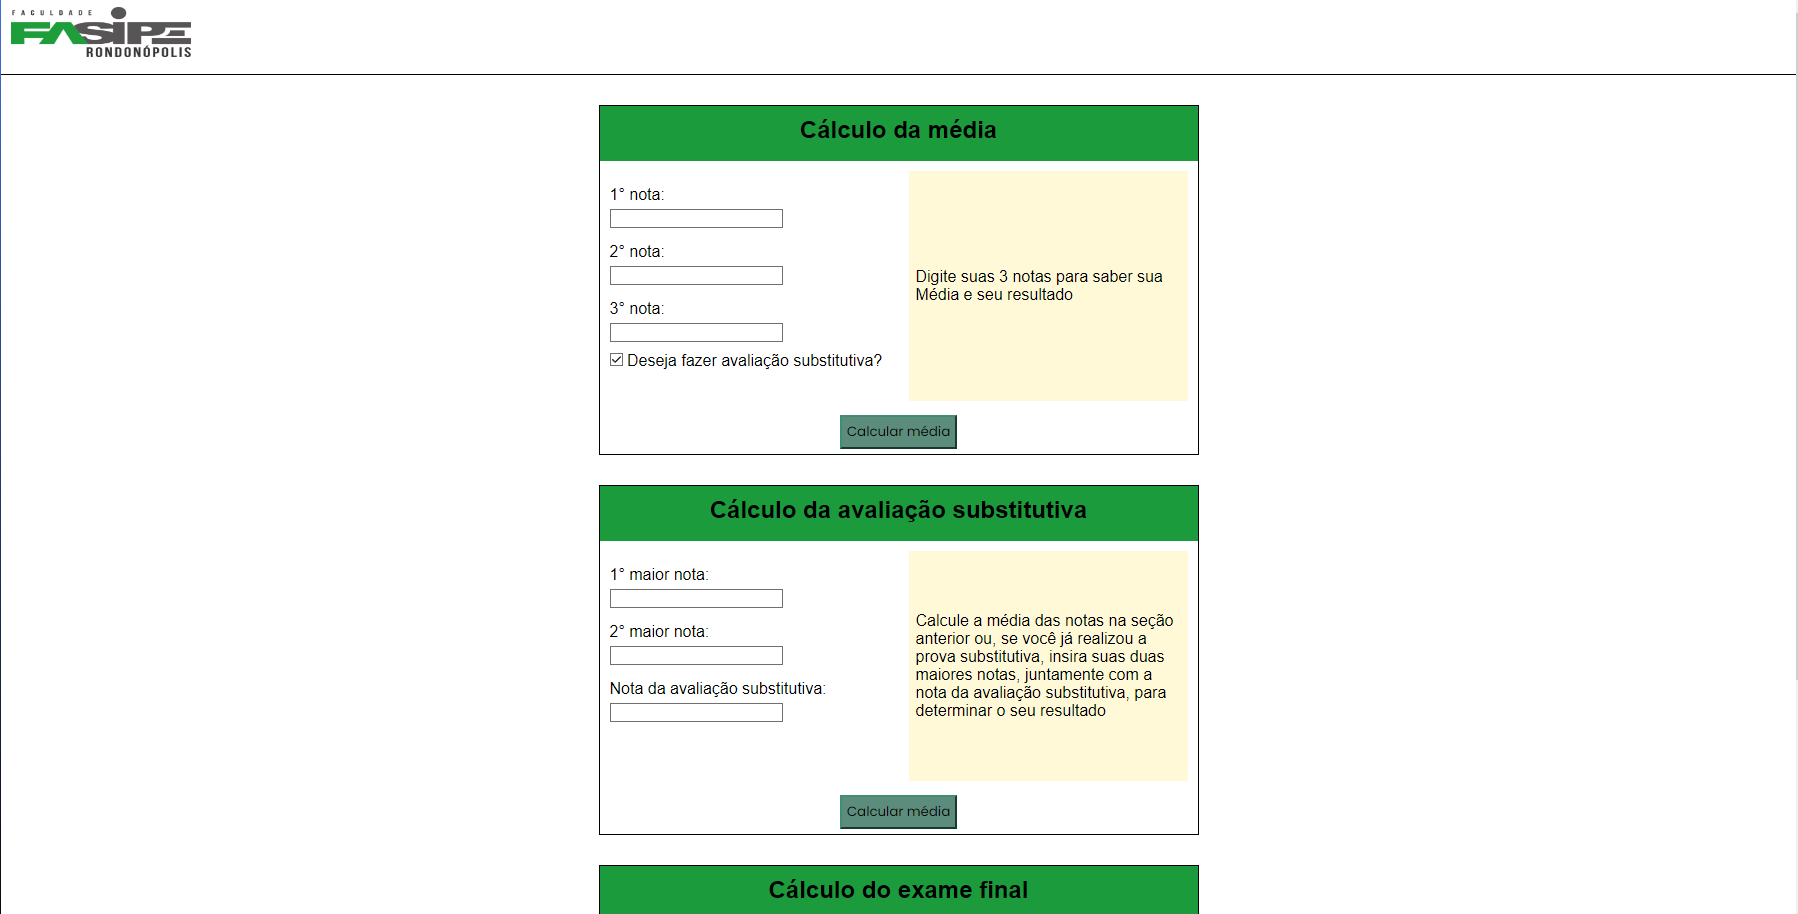 FACULDADE
FASIPE
RONDONÓPOLIS
Cálculo da média
1° nota:
2° nota:
3° nota:
Deseja fazer avaliação substitutiva?
Digite suas 3 notas para saber sua
Média e seu resultado
Calcular média
Cálculo da avaliação substitutiva
1° maior nota:
2° maior nota:
Nota da avaliação substitutiva:
Calcule a média das notas na seção
anterior ou, se você já realizou a
prova substitutiva, insira suas duas
maiores notas, juntamente com a
nota da avaliação substitutiva, para
determinar o seu resultado
Calcular média
Cálculo do exame final